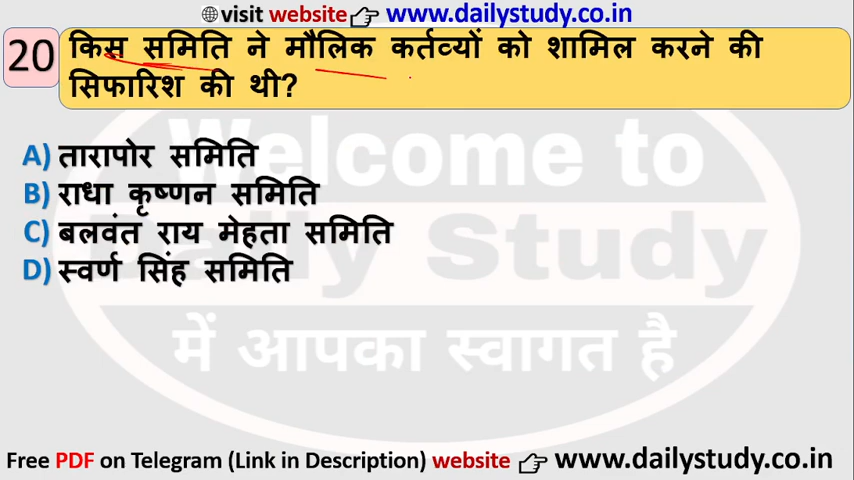 visit website www.dailystudy.co.in
20 किस समिति ने मौलिक कर्तव्यों को शामिल करने की
सिफारिश की थी?
Welcome to
Daily Study
में आपका स्वागत है
A) तारापोर समिति
B) राधा कृष्णन समिति
C) बलवंत राय मेहता समिति
D) स्वर्ण सिंह समिति
Free PDF on Telegram (Link in Description) website www.dailystudy.co.in